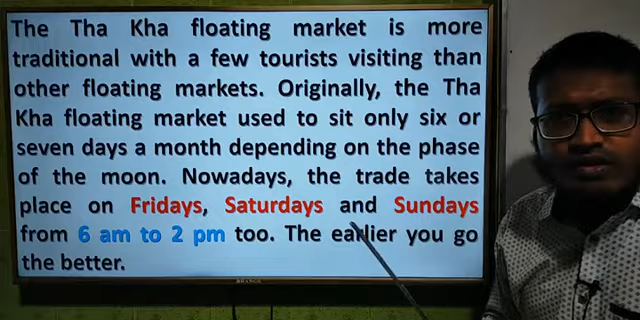 The Tha Kha floating market is more
traditional with a few tourists visiting than
other floating markets. Originally, the Tha
Kha floating market used to sit only six or
seven days a month depending on the phase
of the moon. Nowadays, the trade takes
place on Fridays, Saturdays and Sundays
from 6 am to 2 pm too. The earlier you go
the better.